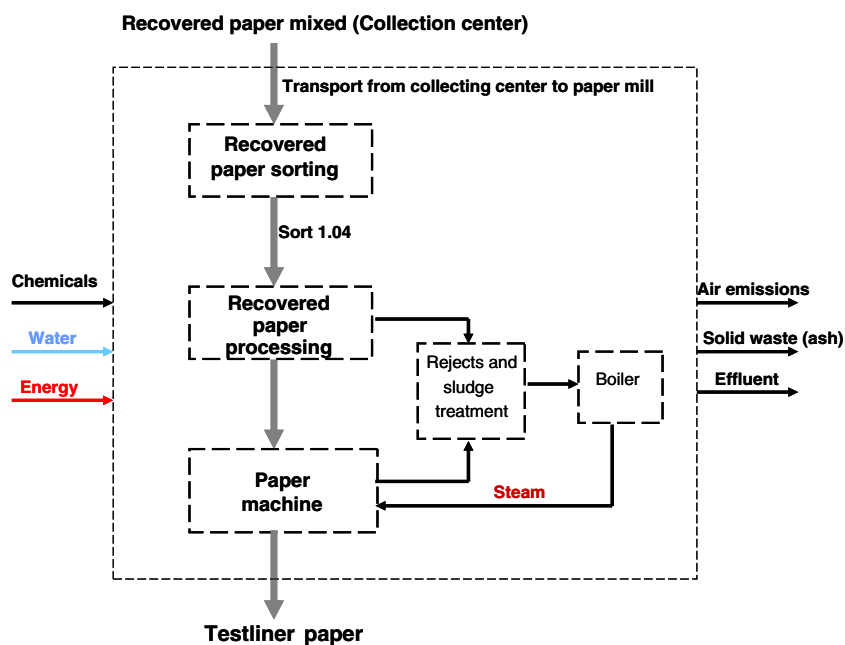 Recovered paper mixed (Collection center)
Transport from collecting center to paper mill
Recovered
paper sorting
Sort 1.04
Chemicals
Water
Energy
Recovered
paper
processing
Rejects and
sludge
treatment
Boiler
Air emissions
Solid waste (ash)
Effluent
Paper
machine
Steam
Testliner paper